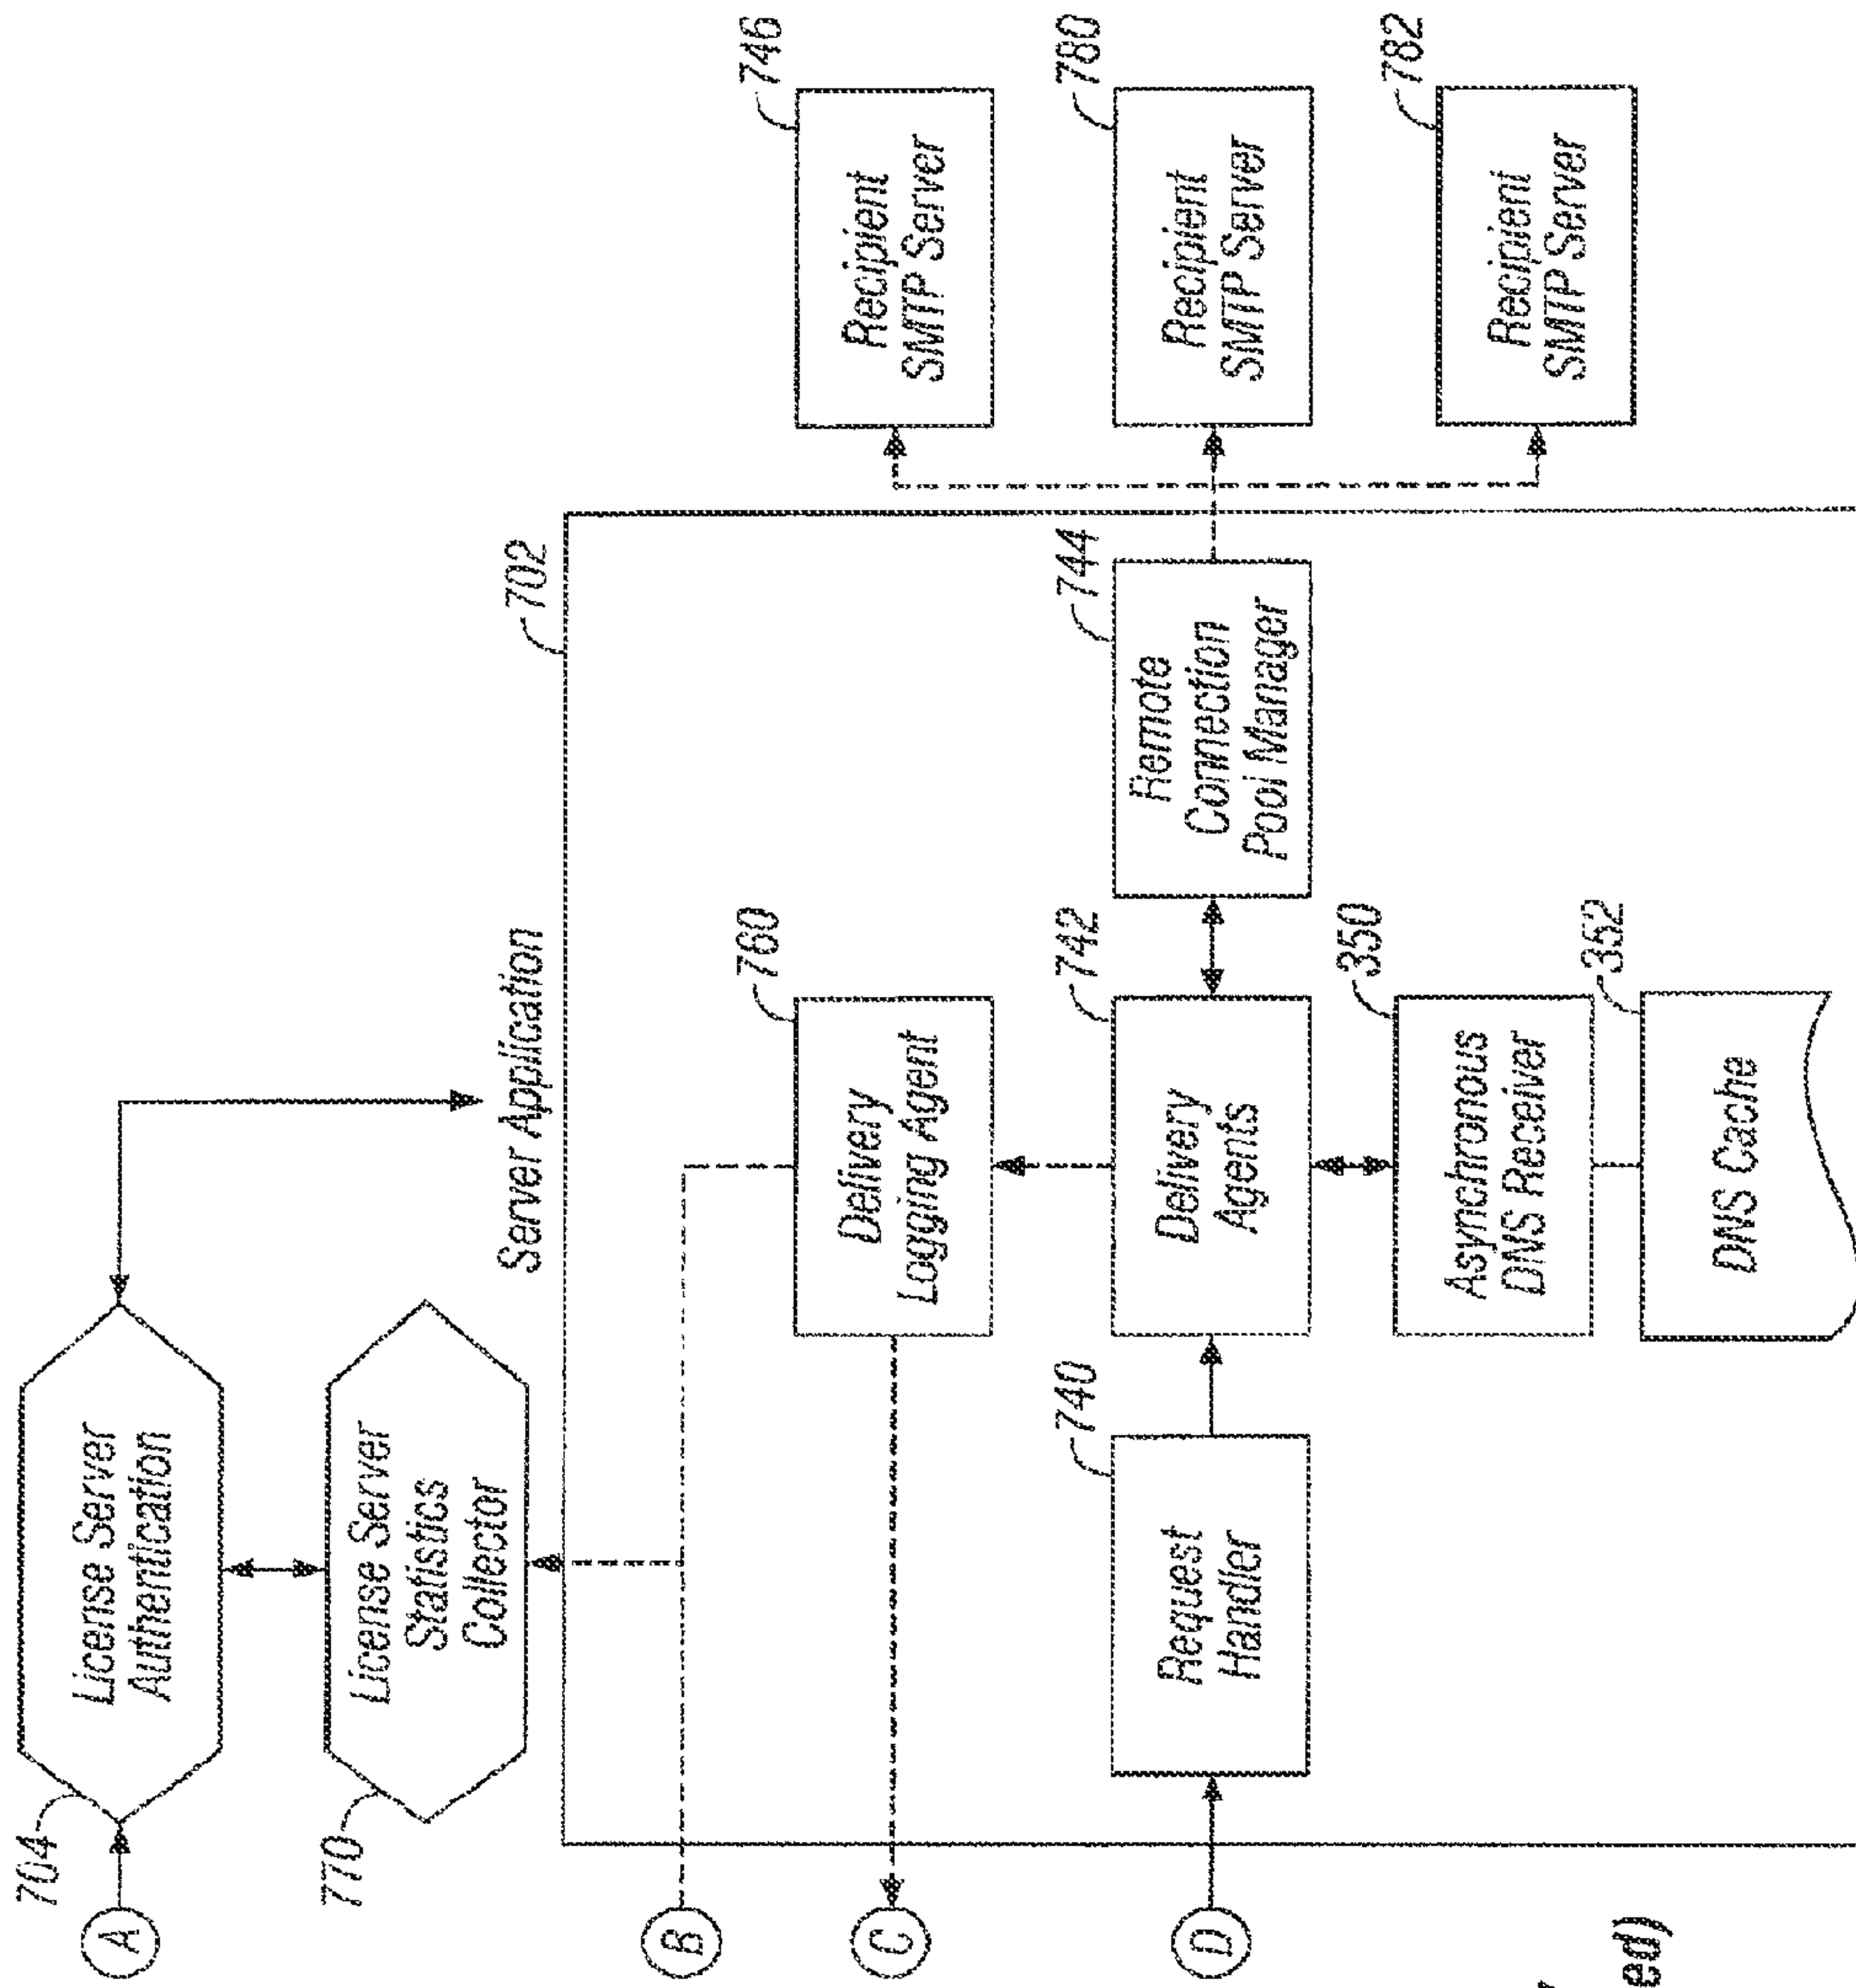 A
704
License Server
Authentication
770
License Server
Statistics
Collector
Server Application
702
B
C
D
740
Request
Handler
760
Delivery
Logging Agent
742
Delivery
Agents
350
Asynchronous
DNS Receiver
352
DNS Cache
744
Remote
Connection
Pool Manager
746
Recipient
SMTP Server
780
Recipient
SMTP Server
782
Recipient
SMTP Server
ed)